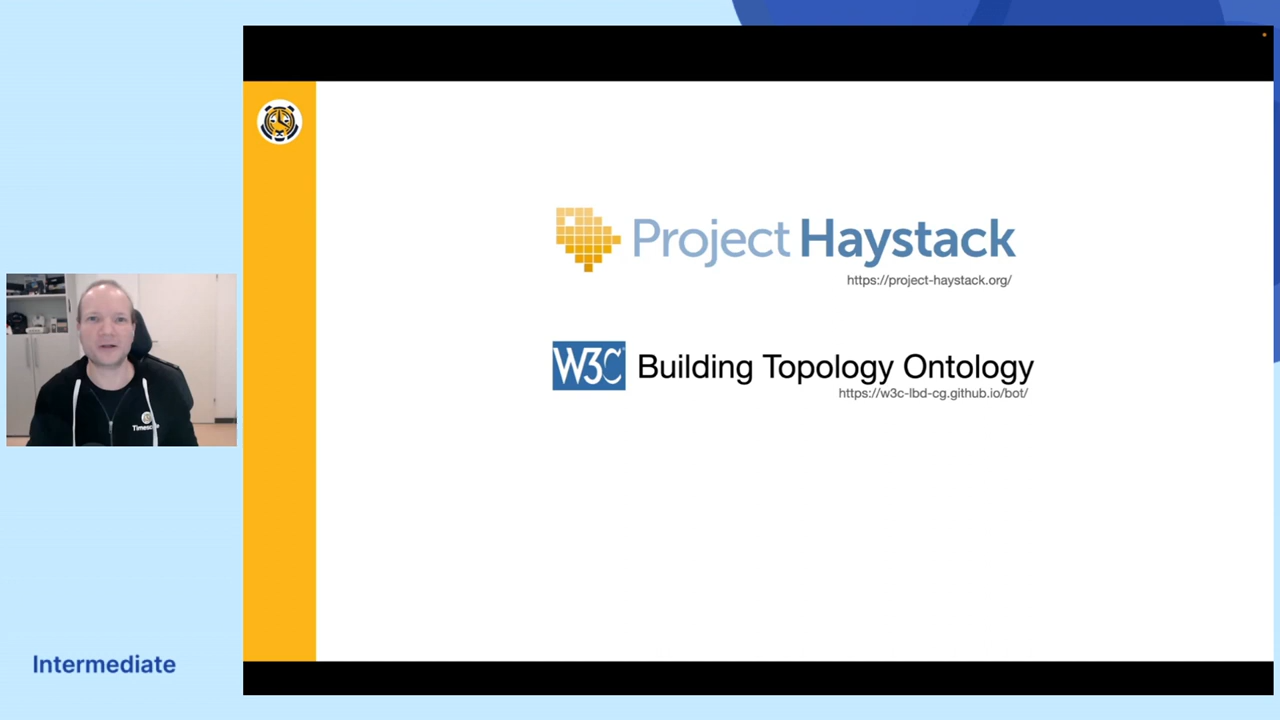 Project Haystack
https://project-haystack.org/
W3C Building Topology Ontology
https://w3c-lbd-cg.github.io/bot/
Intermediate